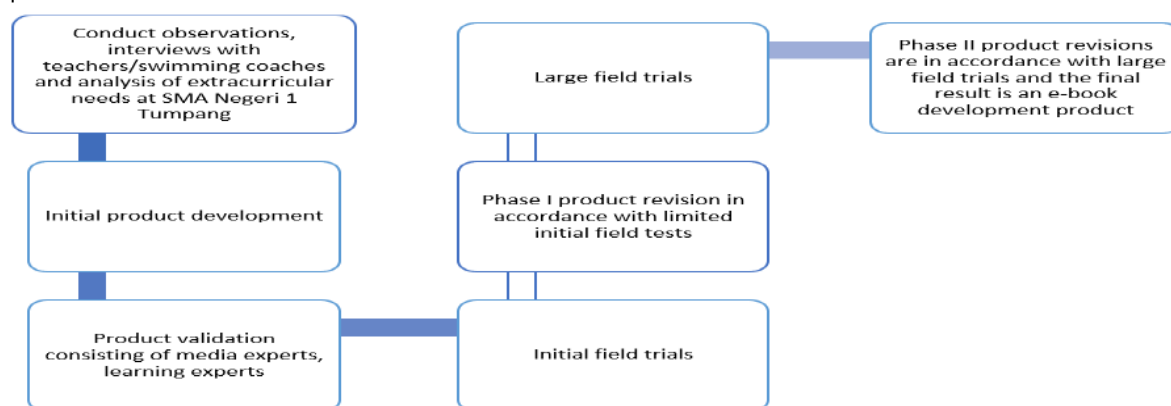 Conduct observations,
interviews with
teachers/swimming coaches
and analysis of extracurricular
needs at SMA Negeri 1
Tumpang
Initial product development
Product validation
consisting of media experts,
learning experts
Initial field trials
Phase I product revision in
accordance with limited
initial field tests
Large field trials
Phase II product revisions
are in accordance with large
field trials and the final
result is an e-book
development product